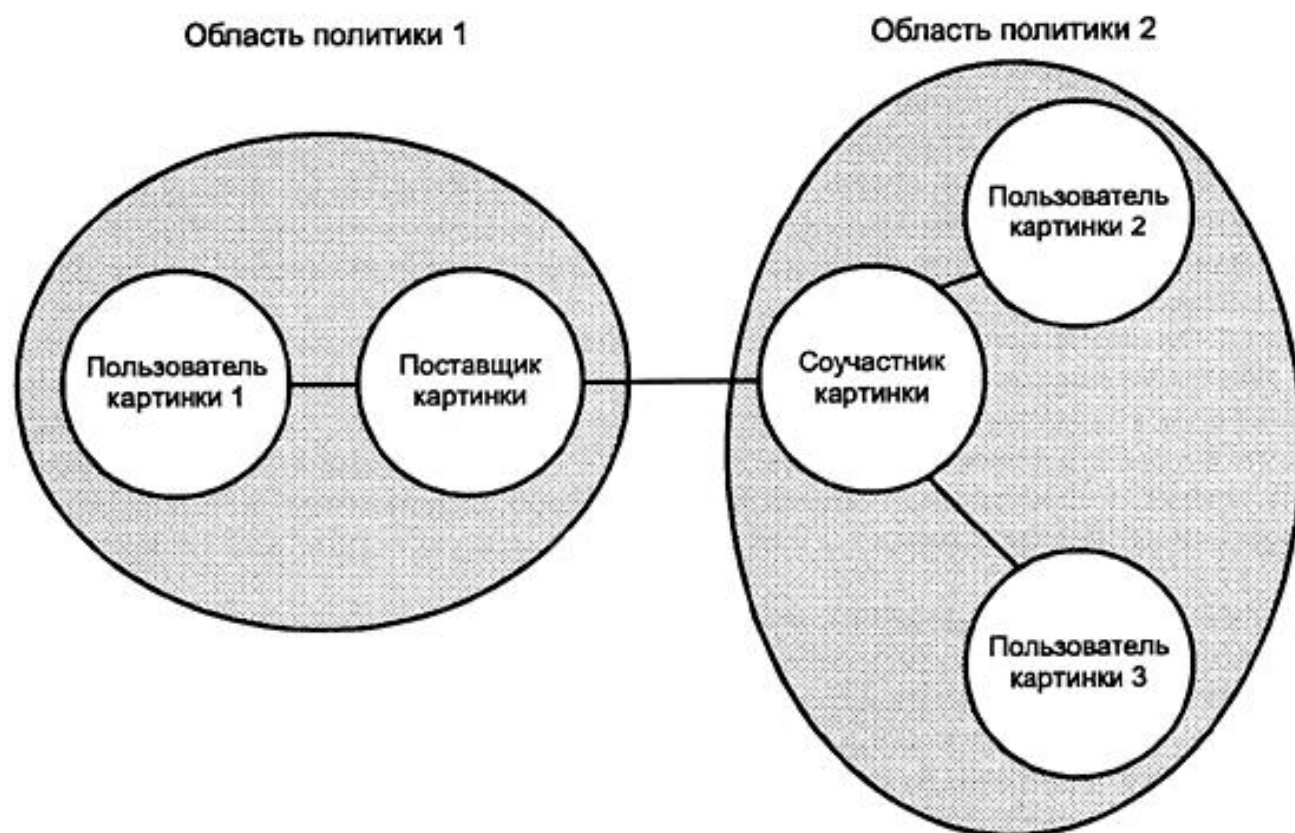 Область политики 1
Область политики 2
Пользователь
картинки 1
Поставщик
картинки
Соучастник
картинки
Пользователь
картинки 2
Пользователь
картинки 3